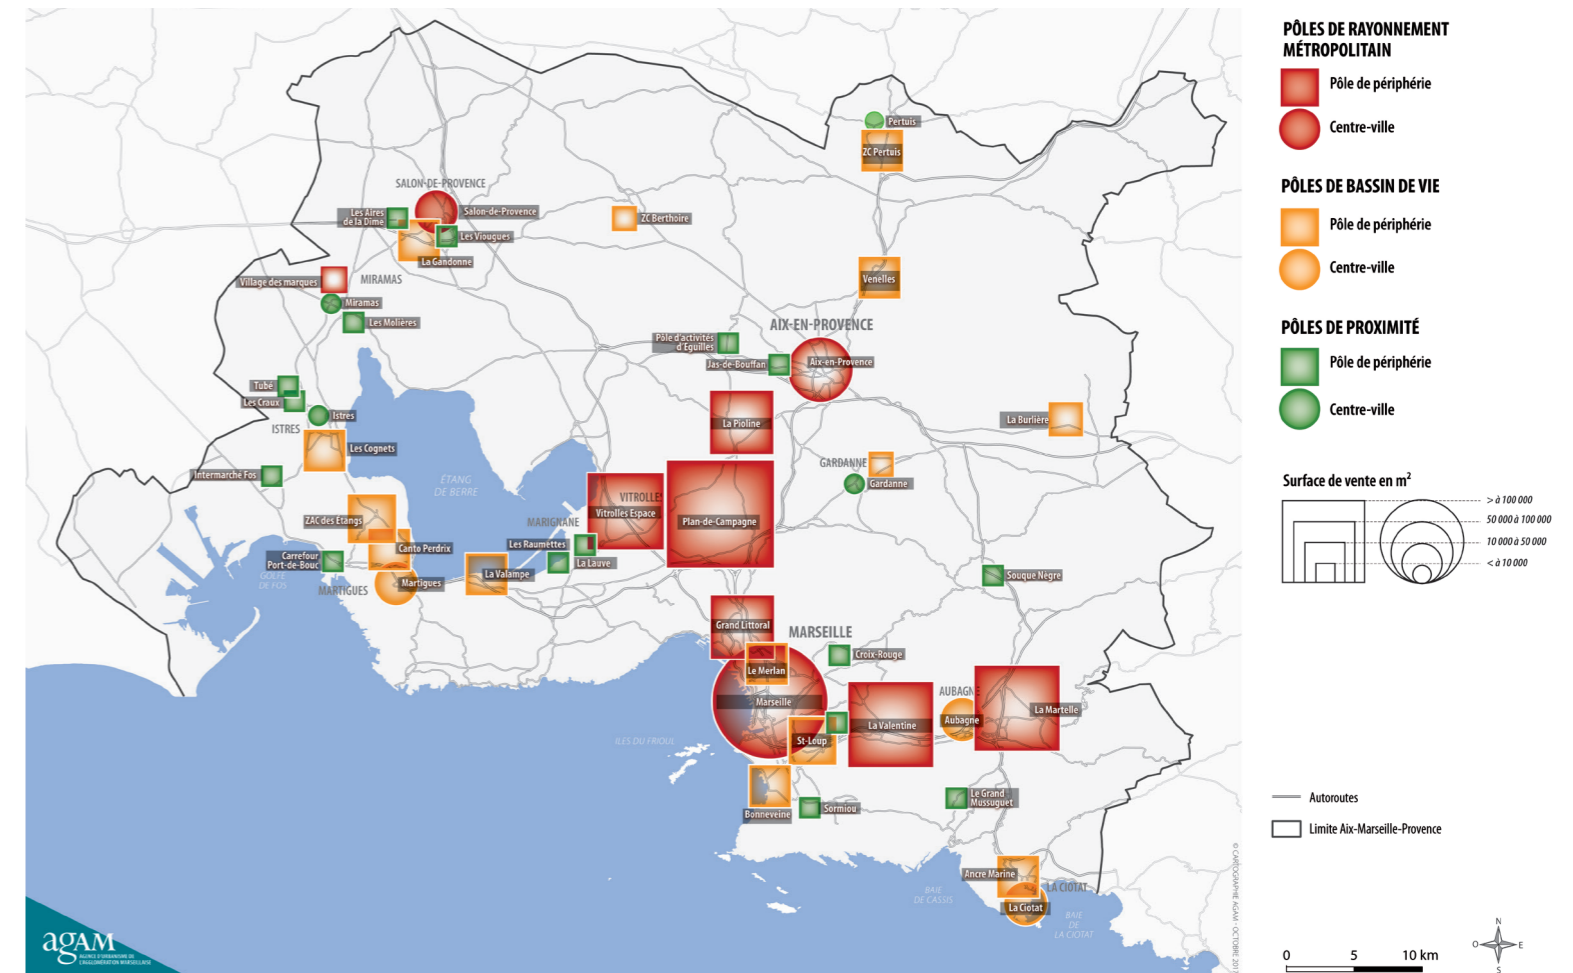 Pertuis
ZC Pertuis
SALON-DE-PROVENCE
Les Aires
de la Dîme
Salon-de-Provence
ZC Berthoire
Les Viougues
La Gandonne
Village des marques
MIRAMAS
Venelles
Miramas
Les Molières
AIX-EN-PROVENCE
Pôle d'activités
d'Eguilles
Jas-de-Bouffan
Aix-en-Provence
Tubé
Les Craux
Istres
ISTRES
La Pioline
La Burlière
Les Cognets
Intermarché Fos
ÉTANG
DE BERRE
GARDANNE
Gardanne
VITROLLES
Vitrolles Espace
Plan-de-Campagne
ZAC des Étangs
MARIGNANE
Canto Perdrix
Les Raumettes
Carrefour
Port-de-Bouc
La Lauve
La Valampe
GOLFE
DE FOS
MARTIGUES
Martigues
Souque Nègre
Grand Littoral
MARSEILLE
Croix-Rouge
Le Merlan
Marseille
AUBAGNE
Aubagne
La Martelle
La Valentine
St-Loup
ILES DU FRIOUL
Bonneveine
Sormiou
Le Grand
Mussuguet
Ancre Marine
LA CIOTAT
La Ciotat
BAIE
DE CASSIS
BAIE
DE
LA CIOTAT
agAM
AGENCE D'URBANISME DE
L'AGGLOMÉRATION MARSEILLAISE
PÔLES DE RAYONNEMENT
MÉTROPOLITAIN
Pôle de périphérie
Centre-ville
PÔLES DE BASSIN DE VIE
Pôle de périphérie
Centre-ville
PÔLES DE PROXIMITÉ
Pôle de périphérie
Centre-ville
Surface de vente en m²
> à 100 000
50 000 à 100 000
10 000 à 50 000
< à 10 000
Autoroutes
Limite Aix-Marseille-Provence
0 5 10 km
N
O E
S